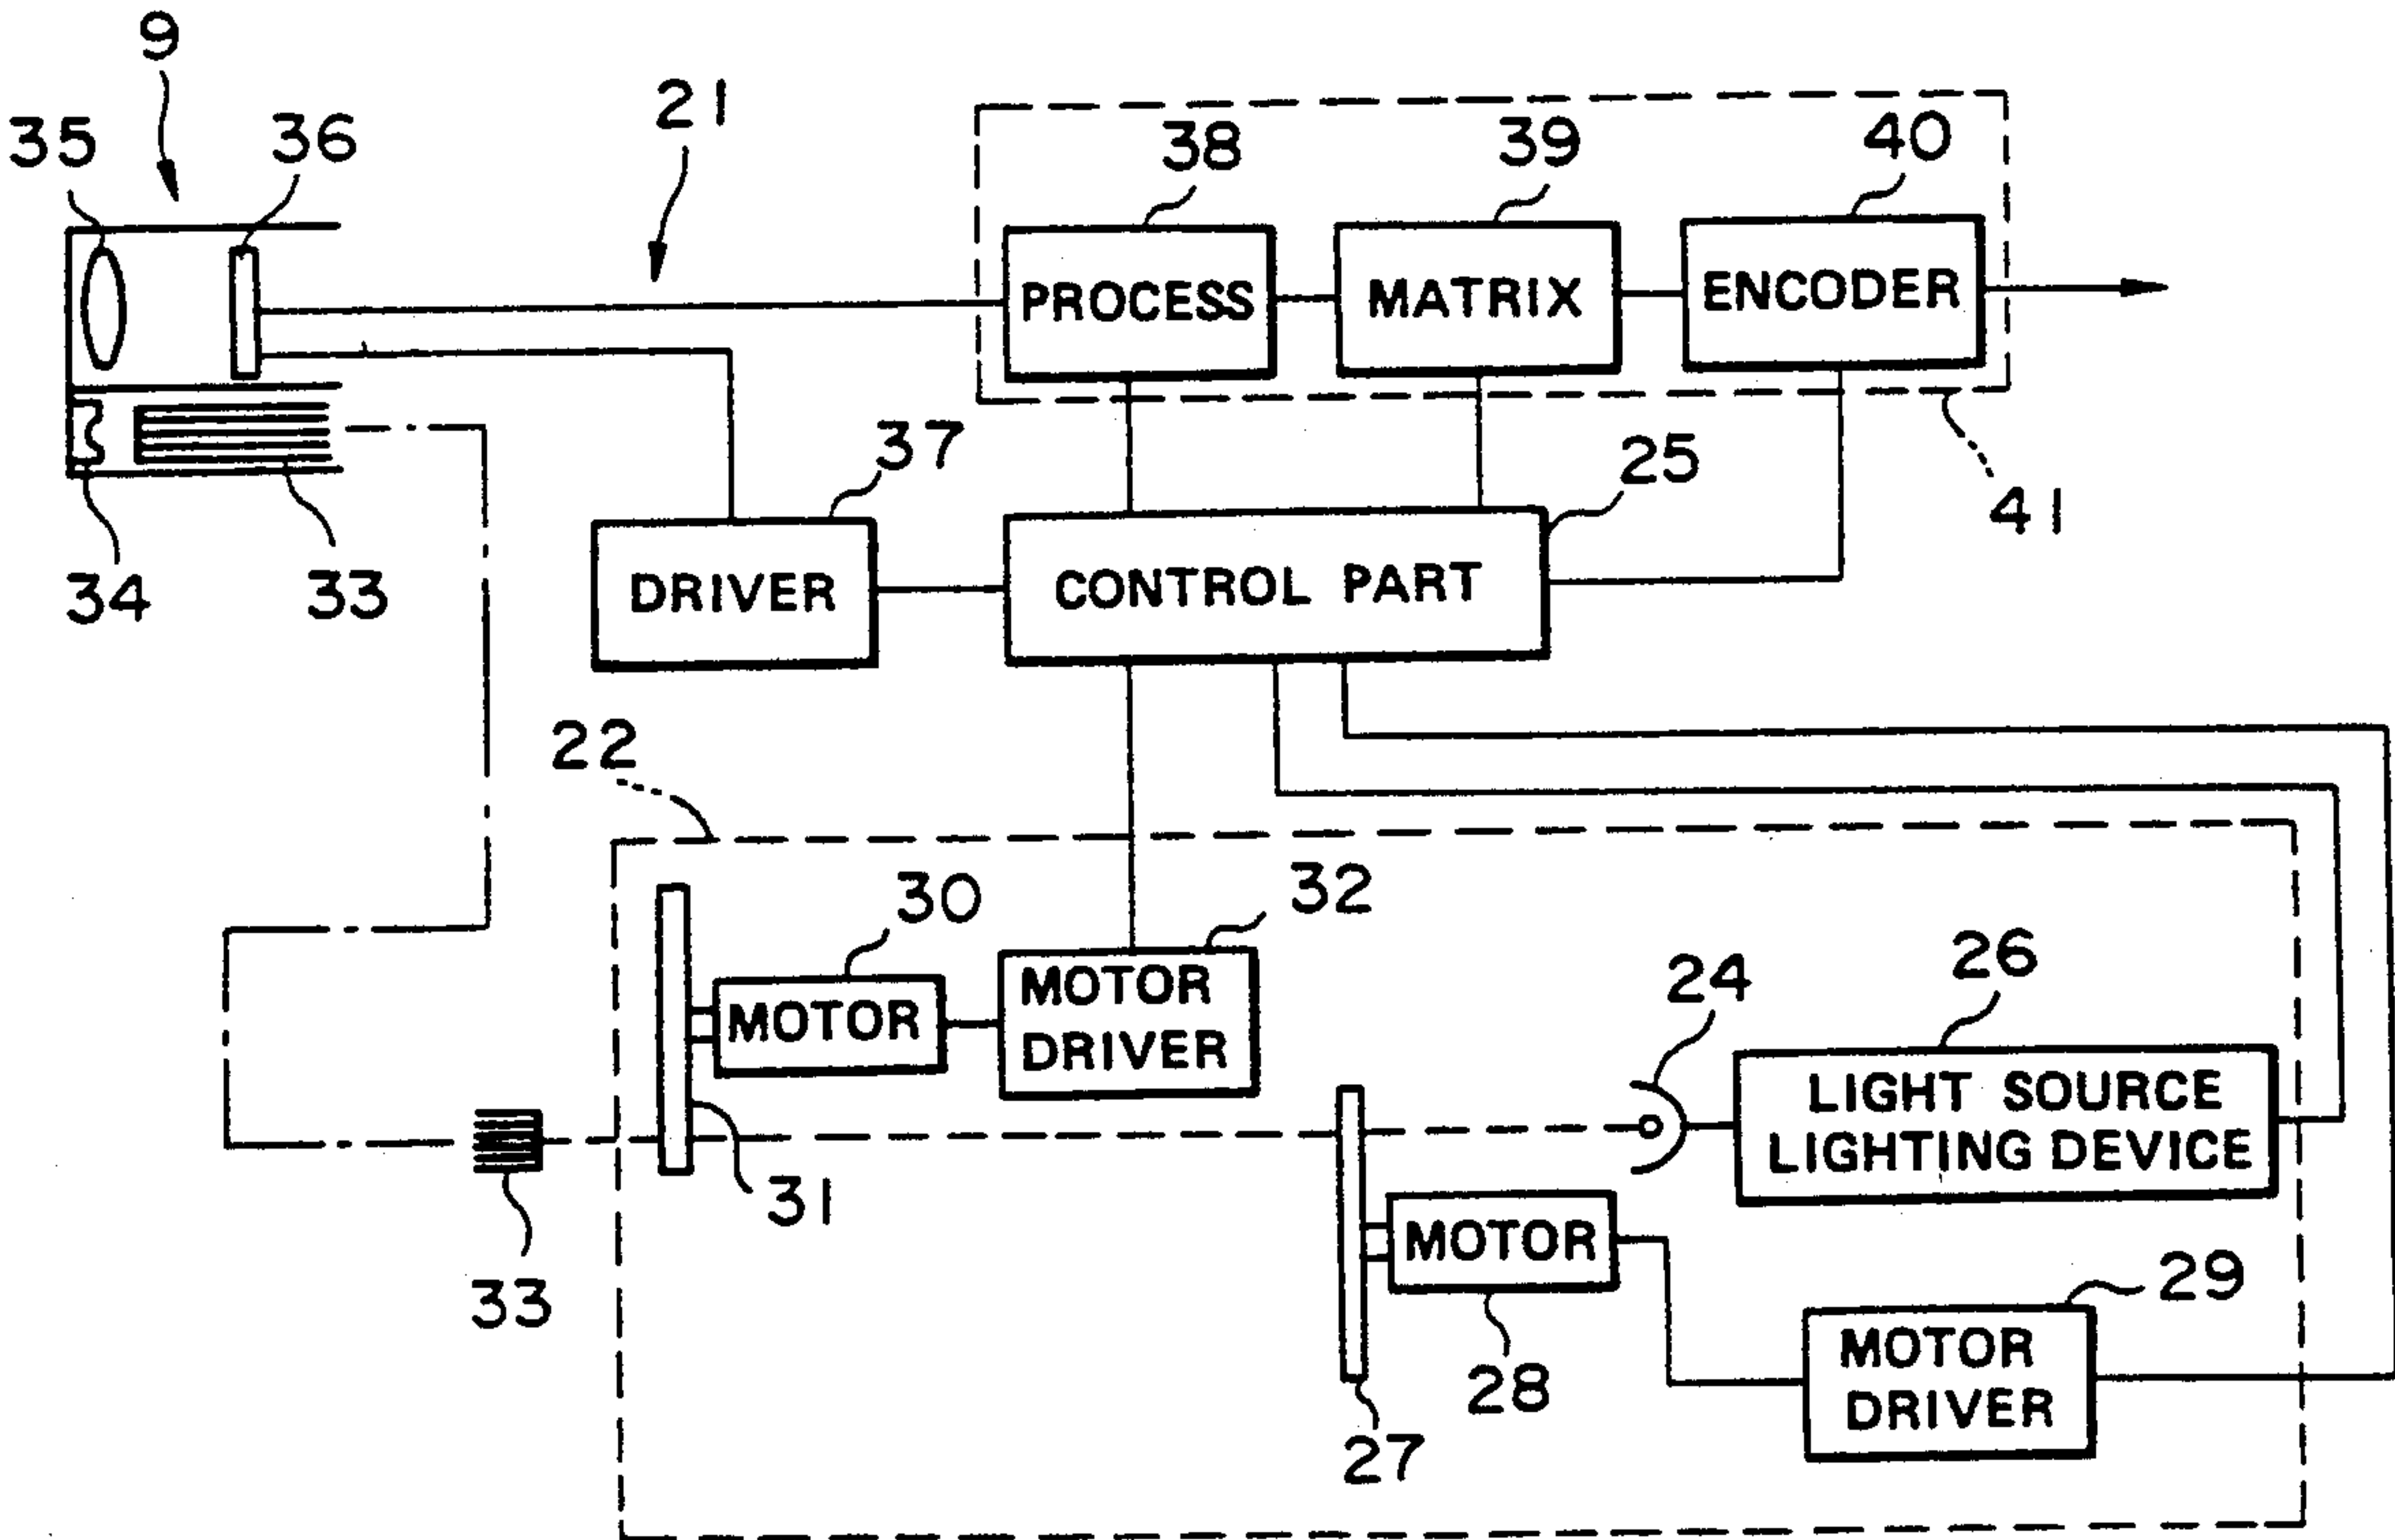 9
35
36
21
38
39
40
PROCESS
MATRIX
ENCODER
37
25
41
34
33
DRIVER
CONTROL PART
22
30
32
24
26
MOTOR
MOTOR
DRIVER
LIGHT SOURCE
LIGHTING DEVICE
31
33
MOTOR
28
29
27
MOTOR
DRIVER